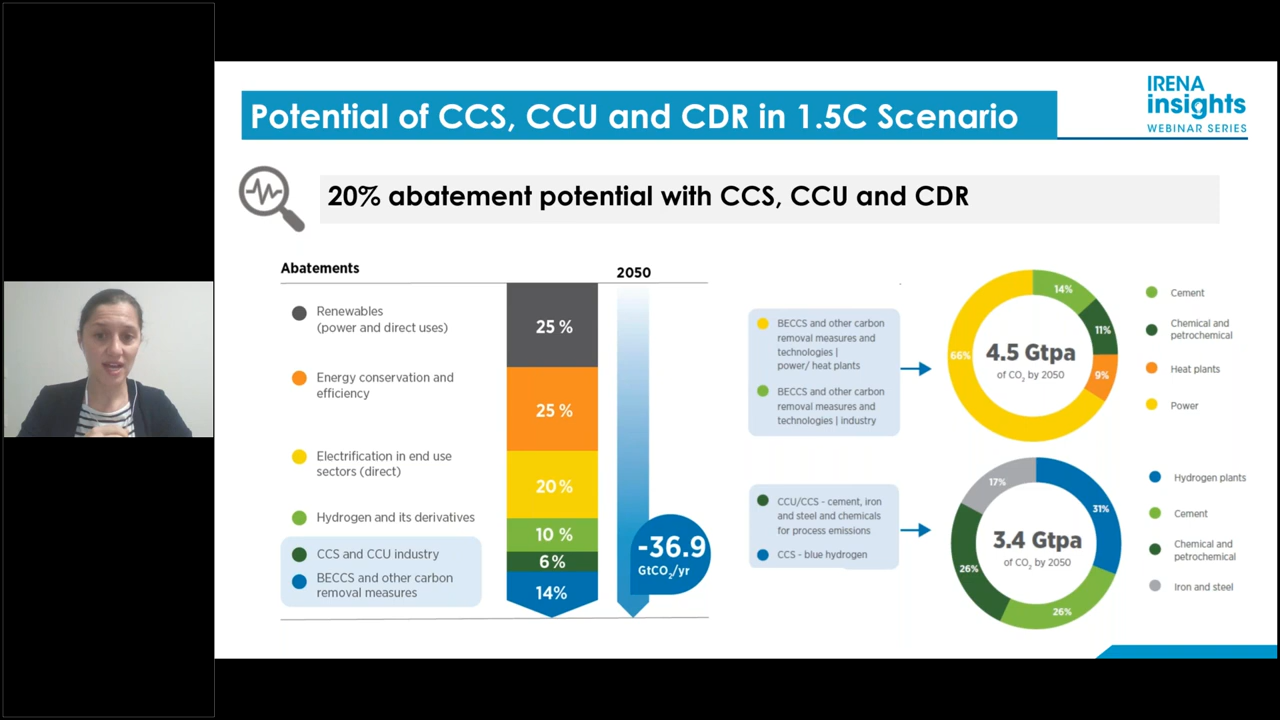 IRENA
insights
WEBINAR SERIES
Potential of CCS, CCU and CDR in 1.5C Scenario
20% abatement potential with CCS, CCU and CDR
Abatements
2050
Renewables
(power and direct uses)
25 %
Energy conservation and
efficiency
25 %
Electrification in end use
sectors (direct)
20 %
Hydrogen and its derivatives
10 %
CCS and CCU industry
6 %
BECCS and other carbon
removal measures
14%
-36.9
GtCO₂/yr
BECCS and other carbon
removal measures and
technologies |
power/ heat plants
BECCS and other carbon
removal measures and
technologies | industry
14%
11%
9%
66%
4.5 Gtpa
of CO₂ by 2050
Cement
Chemical and
petrochemical
Heat plants
Power
CCU/CCS - cement, iron
and steel and chemicals
for process emissions
CCS - blue hydrogen
17%
31%
26%
26%
3.4 Gtpa
of CO₂ by 2050
Hydrogen plants
Cement
Chemical and
petrochemical
Iron and steel